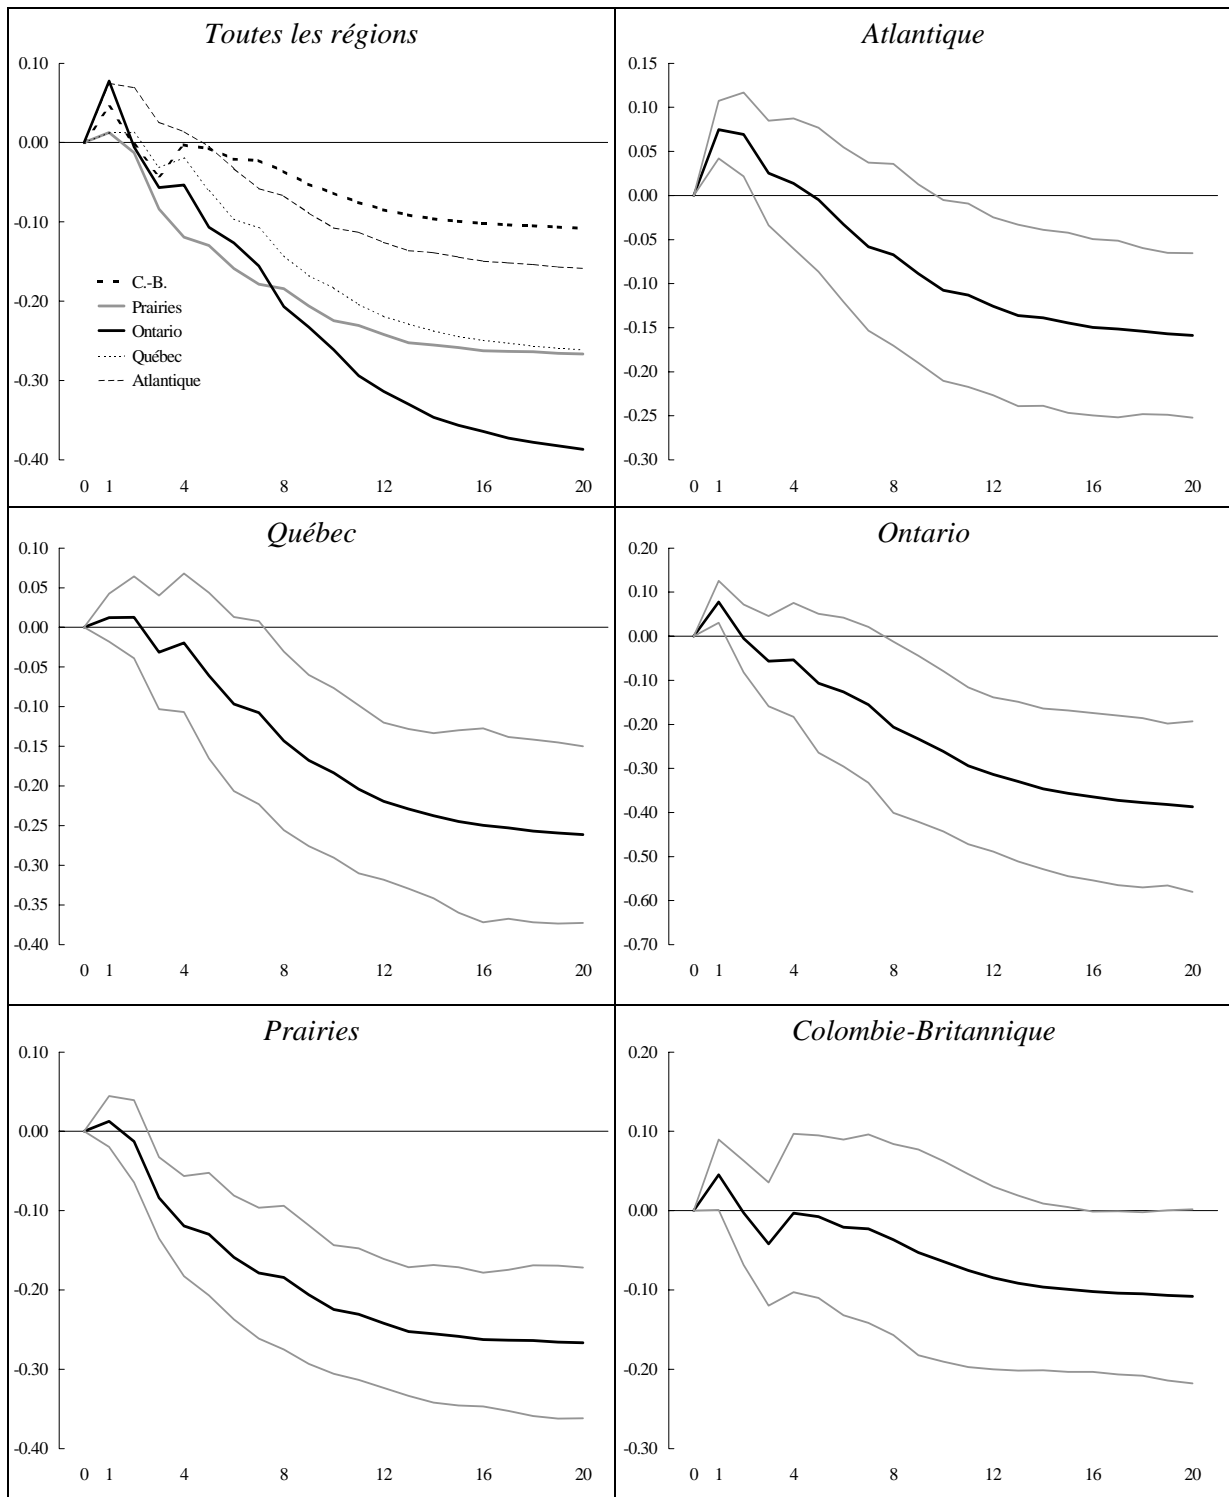 Toutes les régions
0.10
0.00
-0.10
-0.20
-0.30
-0.40
C.-B.
Prairies
Ontario
Québec
Atlantique
0 1 4 8 12 16 20
Atlantique
0.15
0.10
0.05
0.00
-0.05
-0.10
-0.15
-0.20
-0.25
-0.30
0 1 4 8 12 16 20
Québec
0.10
0.05
0.00
-0.05
-0.10
-0.15
-0.20
-0.25
-0.30
-0.35
-0.40
0 1 4 8 12 16 20
Ontario
0.20
0.10
0.00
-0.10
-0.20
-0.30
-0.40
-0.50
-0.60
-0.70
0 1 4 8 12 16 20
Prairies
0.10
0.00
-0.10
-0.20
-0.30
-0.40
0 1 4 8 12 16 20
Colombie-Britannique
0.20
0.10
0.00
-0.10
-0.20
-0.30
0 1 4 8 12 16 20